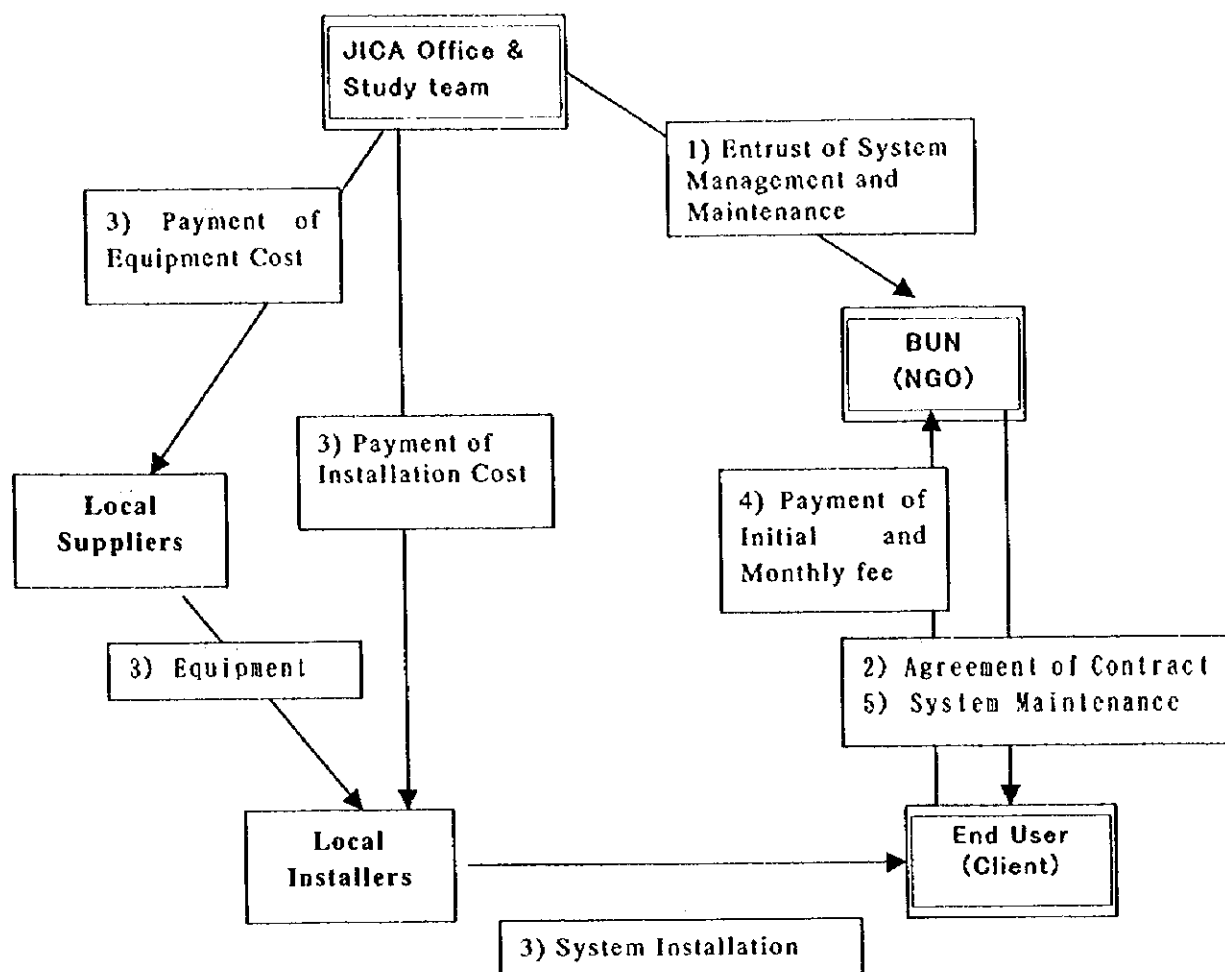 JICA Office &
Study team
1) Entrust of System
Management and
Maintenance
3) Payment of
Equipment Cost
BUN
(NGO)
3) Payment of
Installation Cost
4) Payment of
Initial and
Monthly fee
Local
Suppliers
3) Equipment
2) Agreement of Contract
5) System Maintenance
Local
Installers
End User
(Client)
3) System Installation